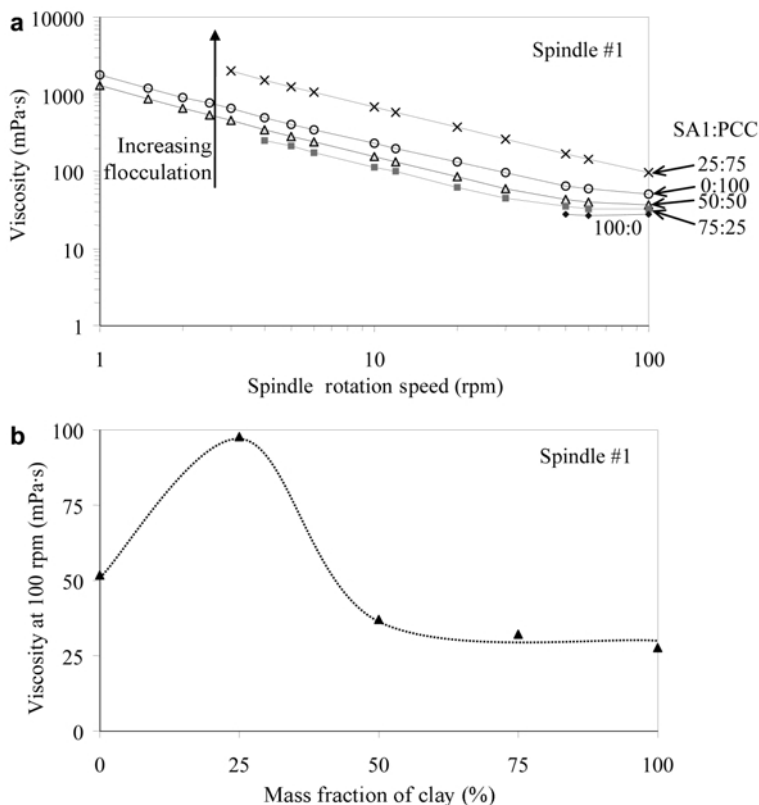 a
10000
1000
100
10
1
Viscosity (mPa·s)
Spindle #1
Increasing
flocculation
SA1:PCC
25:75
0:100
50:50
75:25
100:0
1
10
100
Spindle rotation speed (rpm)
b
100
75
50
25
0
Viscosity at 100 rpm (mPa·s)
Spindle #1
0
25
50
75
100
Mass fraction of clay (%)